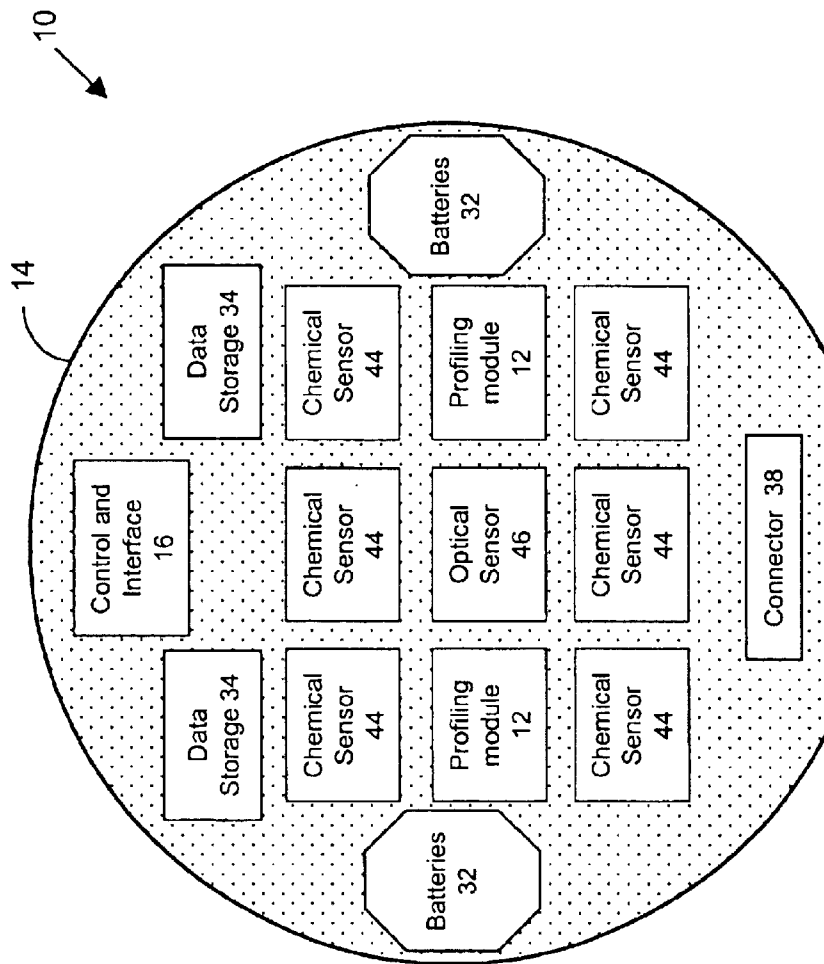 10
14
Control and
Interface
16
Data
Storage 34
Data
Storage 34
Batteries
32
Chemical
Sensor
44
Chemical
Sensor
44
Chemical
Sensor
44
Profiling
module
12
Optical
Sensor
46
Profiling
module
12
Batteries
32
Chemical
Sensor
44
Chemical
Sensor
44
Chemical
Sensor
44
Connector 38